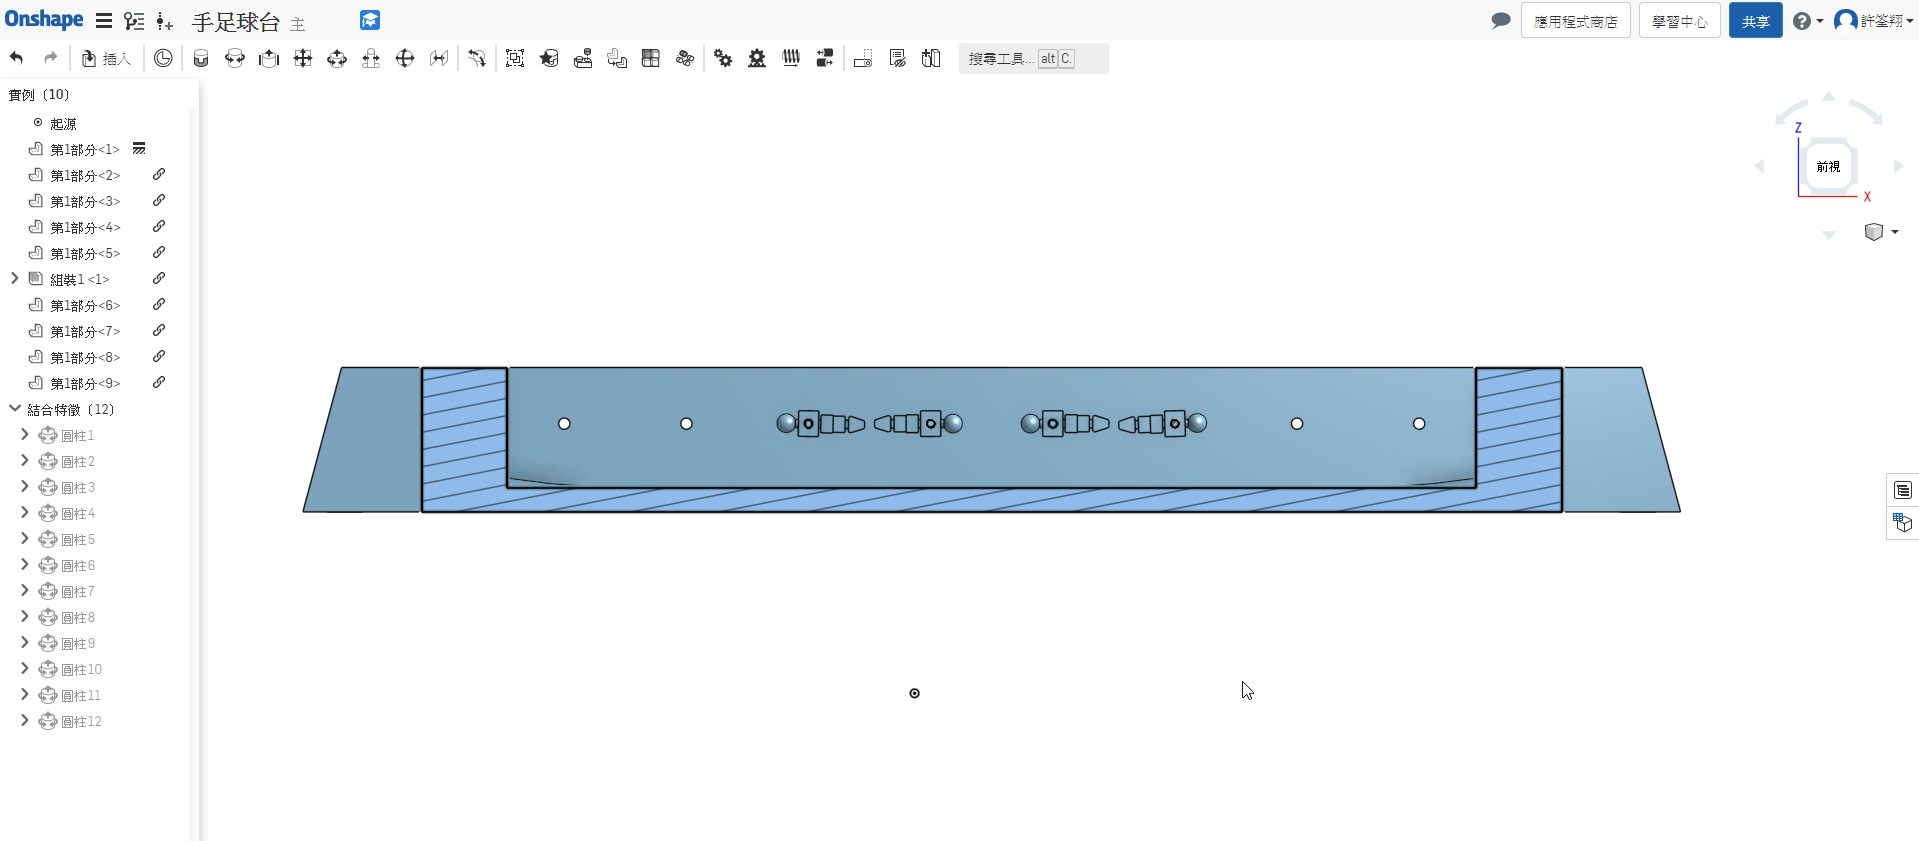 Onshape 手足球台 主 應用程式商店 學習中心 共享 許筌翔
插入 搜尋工具... alt C.
實例 (10)
起源
第1部分<1>
第1部分<2>
第1部分<3>
第1部分<4>
第1部分<5>
組裝1 <1>
第1部分<6>
第1部分<7>
第1部分<8>
第1部分<9>
結合特徵 (12)
圓柱1
圓柱2
圓柱3
圓柱4
圓柱5
圓柱6
圓柱7
圓柱8
圓柱9
圓柱10
圓柱11
圓柱12
Z
前視
X